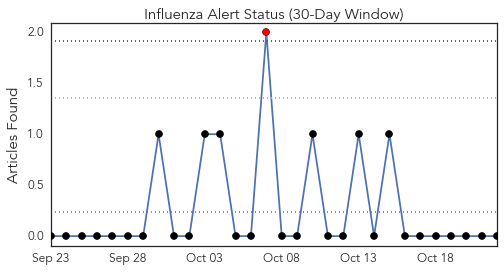 Influenza Alert Status (30-Day Window)
Articles Found
2.0
1.5
1.0
0.5
0.0
Sep 23
Sep 28
Oct 03
Oct 08
Oct 13
Oct 18